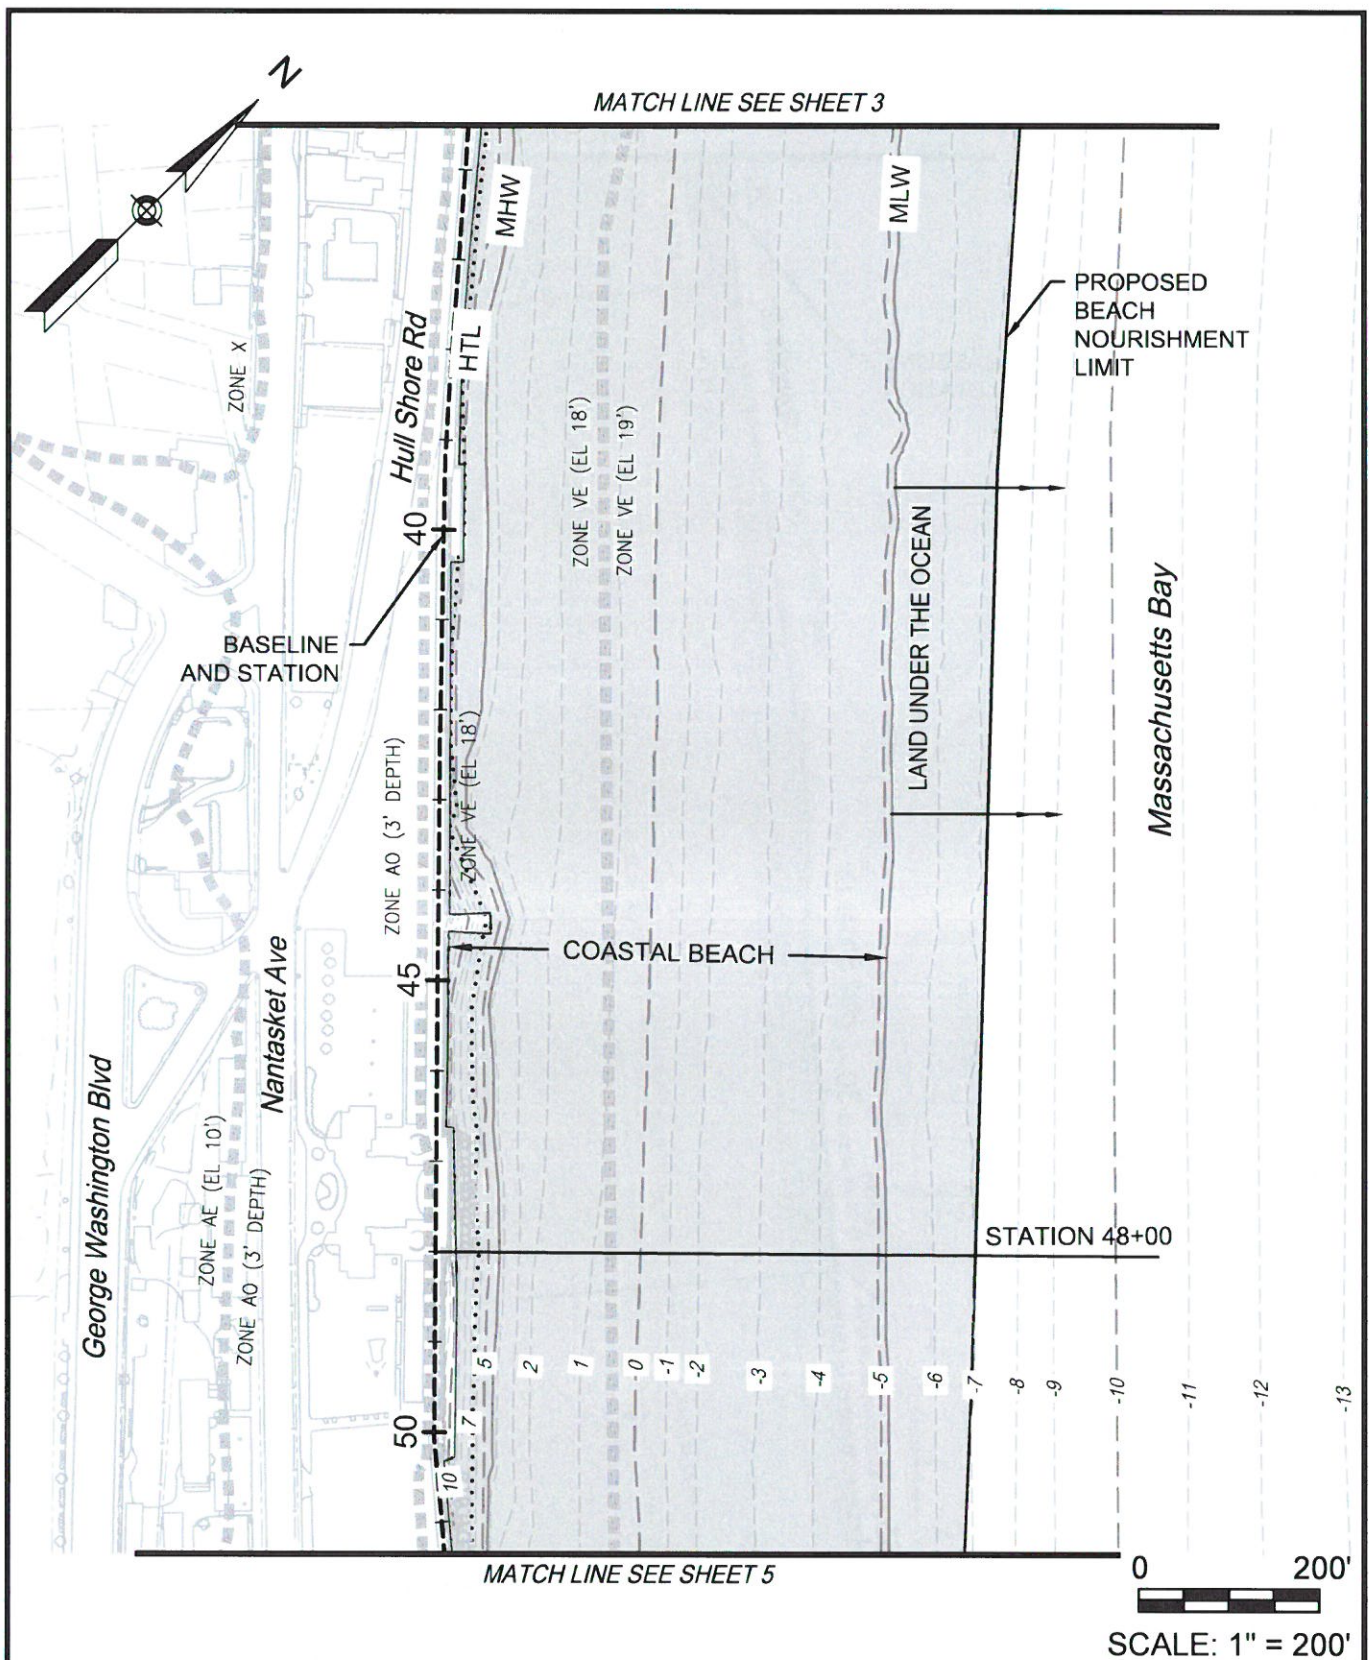 N
MATCH LINE SEE SHEET 3
MHW
MLW
PROPOSED
BEACH
NOURISHMENT
LIMIT
HTL
Hull Shore Rd
ZONE X
ZONE VE (EL 18')
ZONE VE (EL 19')
40
LAND UNDER THE OCEAN
Massachusetts Bay
BASELINE
AND STATION
ZONE AO (3' DEPTH)
ZONE VE (EL 18')
COASTAL BEACH
45
Nantasket Ave
George Washington Blvd
ZONE AE (EL 10')
ZONE AO (3' DEPTH)
STATION 48+00
5 2 1 0 -1 -2 -3 -4 -5 -6 -7 -8 -9 -10 -11 -12 -13
50
7
10
MATCH LINE SEE SHEET 5
0 200'
SCALE: 1" = 200'